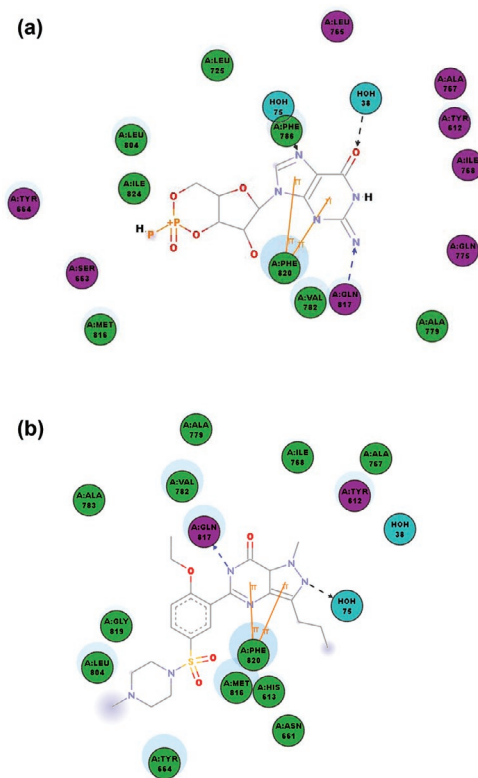 (a)
A:LEU
765
A:LEU
725
A:ALA
767
HOH
75
HOH
38
A:TYR
612
A:PHE
786
A:LEU
804
A:ILE
768
N
O
A:ILE
824
O
O
N
N
H
π
π
H
P
+P
N
A:TYR
664
O
O
O
N
A:GLN
775
A:PHE
820
A:SER
663
A:VAL
782
A:GLN
817
A:MET
816
A:ALA
779
(b)
A:ALA
779
A:ILE
768
A:ALA
767
A:VAL
782
A:TYR
612
A:ALA
783
A:GLN
817
HOH
38
O
N
N
O
N
π
π
HOH
75
N
A:GLY
819
π
π
A:PHE
820
A:LEU
804
S
O
N
O
A:MET
816
A:HIS
613
N
A:ASN
661
A:TYR
664